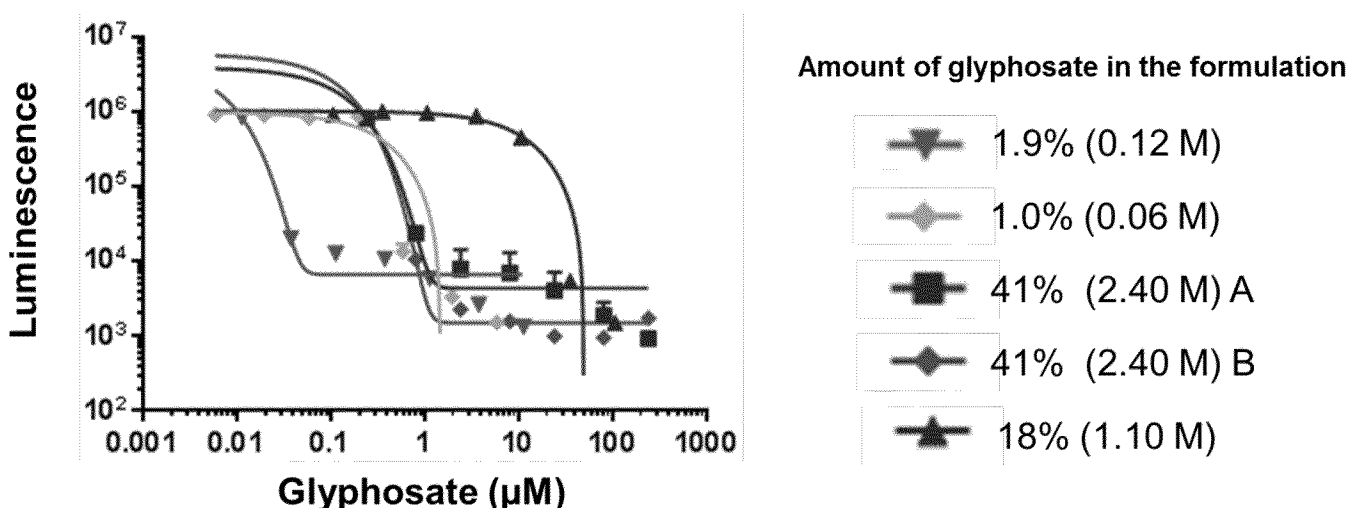 Luminescence
10⁷
10⁶
10⁵
10⁴
10³
10²
0.001 0.01 0.1 1 10 100 1000
Glyphosate (µM)
Amount of glyphosate in the formulation
1.9% (0.12 M)
1.0% (0.06 M)
41% (2.40 M) A
41% (2.40 M) B
18% (1.10 M)